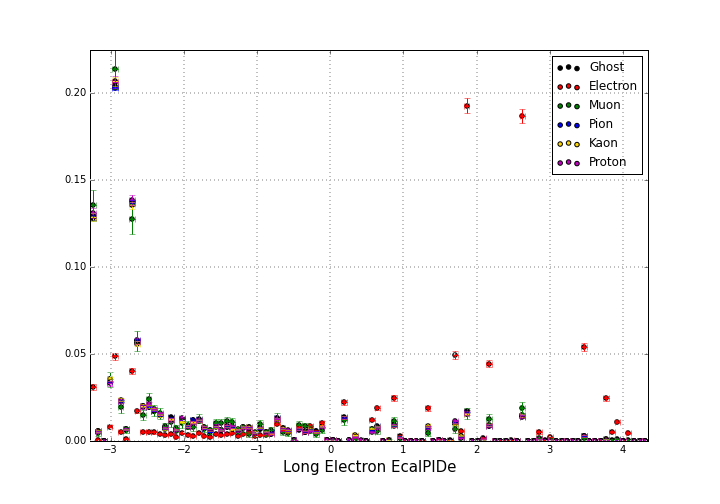 0.20
0.15
0.10
0.05
0.00
−3 −2 −1 0 1 2 3 4
Long Electron EcalPIDe
Ghost
Electron
Muon
Pion
Kaon
Proton